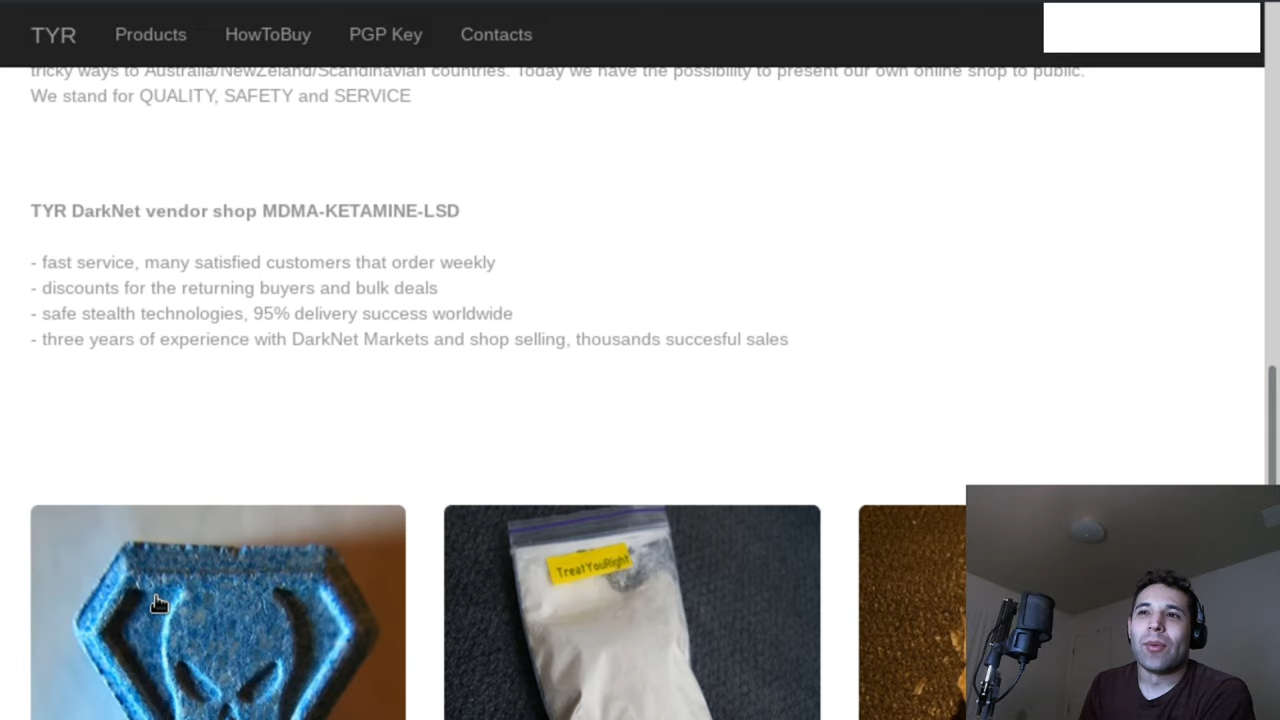 TYR Products HowToBuy PGP Key Contacts
tricky ways to Australia/NewZeland/Scandinavian countries. Today we have the possibility to present our own online shop to public.
We stand for QUALITY, SAFETY and SERVICE
TYR DarkNet vendor shop MDMA-KETAMINE-LSD
- fast service, many satisfied customers that order weekly
- discounts for the returning buyers and bulk deals
- safe stealth technologies, 95% delivery success worldwide
- three years of experience with DarkNet Markets and shop selling, thousands succesful sales
TreatYouRight